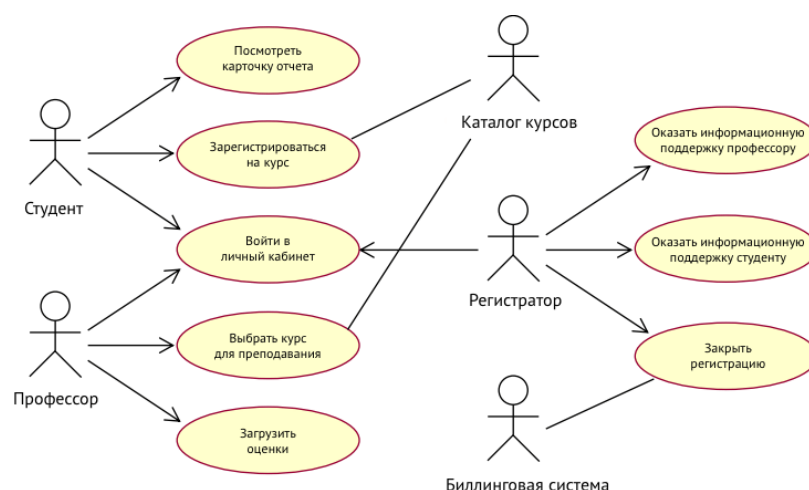 Посмотреть
карточку отчета
Каталог курсов
Зарегистрироваться
на курс
Оказать информационную
поддержку профессору
Студент
Войти в
личный кабинет
Оказать информационную
поддержку студенту
Регистратор
Выбрать курс
для преподавания
Закрыть
регистрацию
Профессор
Загрузить
оценки
Биллинговая система